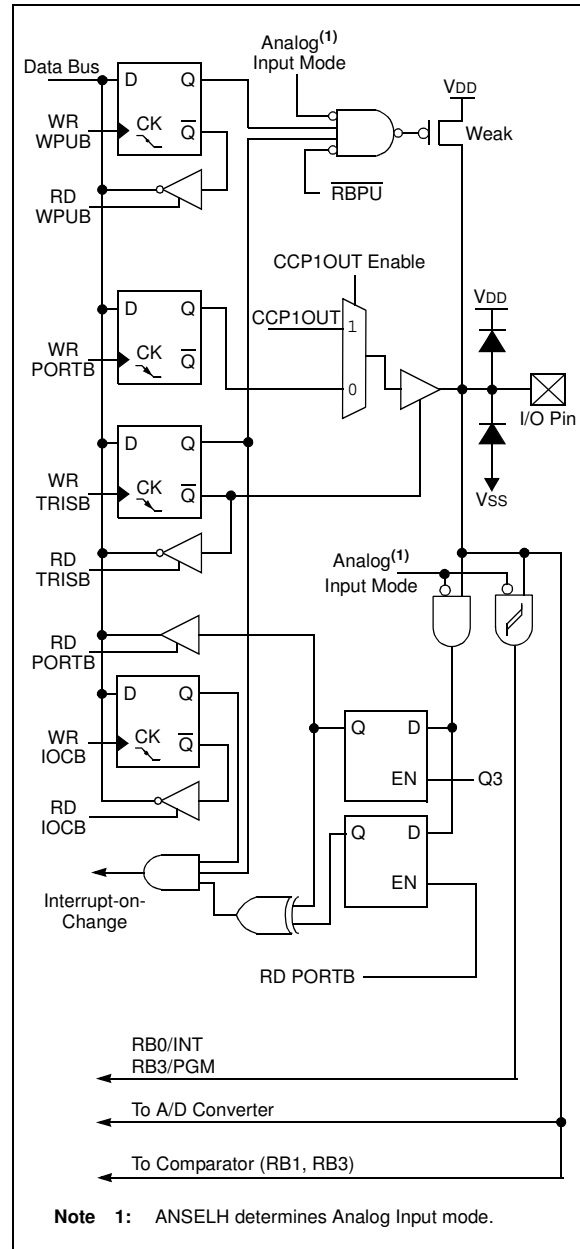 Data Bus
D Q
Analog(1)
Input Mode
VDD
WR
WPUB
CK
Q
Weak
RD
WPUB
RBPU
CCP1OUT Enable
D Q
CCP1OUT
1
VDD
WR
PORTB
CK
Q
0
I/O Pin
D Q
WR
TRISB
CK
Q
VSS
RD
TRISB
Analog(1)
Input Mode
RD
PORTB
D Q
WR
IOCB
CK
Q
Q D
EN
Q3
RD
IOCB
Q D
EN
Interrupt-on-
Change
RD PORTB
RB0/INT
RB3/PGM
To A/D Converter
To Comparator (RB1, RB3)
Note 1: ANSELH determines Analog Input mode.